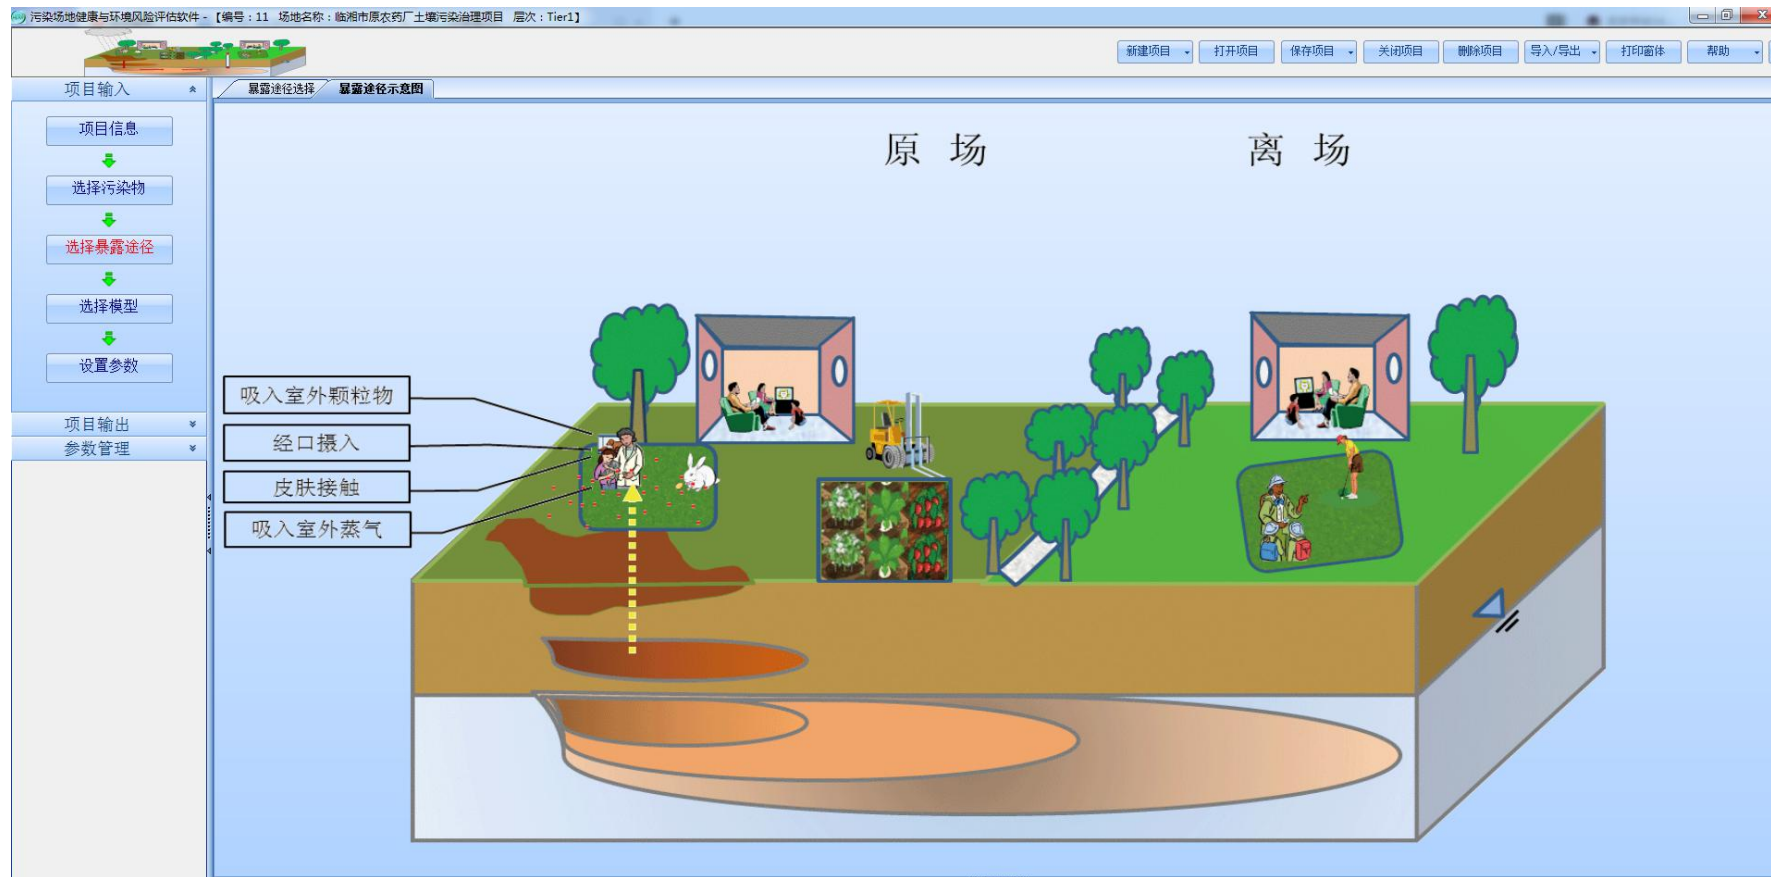 污染场地健康与环境风险评估软件 - 【编号：11 场地名称：临湘市原农药厂土壤污染治理项目 层次：Tier1】
新建项目 打开项目 保存项目 关闭项目 删除项目 导入/导出 打印窗体 帮助
项目输入
项目信息
选择污染物
选择暴露途径
选择模型
设置参数
项目输出
参数管理
暴露途径选择 暴露途径示意图
原 场 离 场
吸入室外颗粒物
经口摄入
皮肤接触
吸入室外蒸气